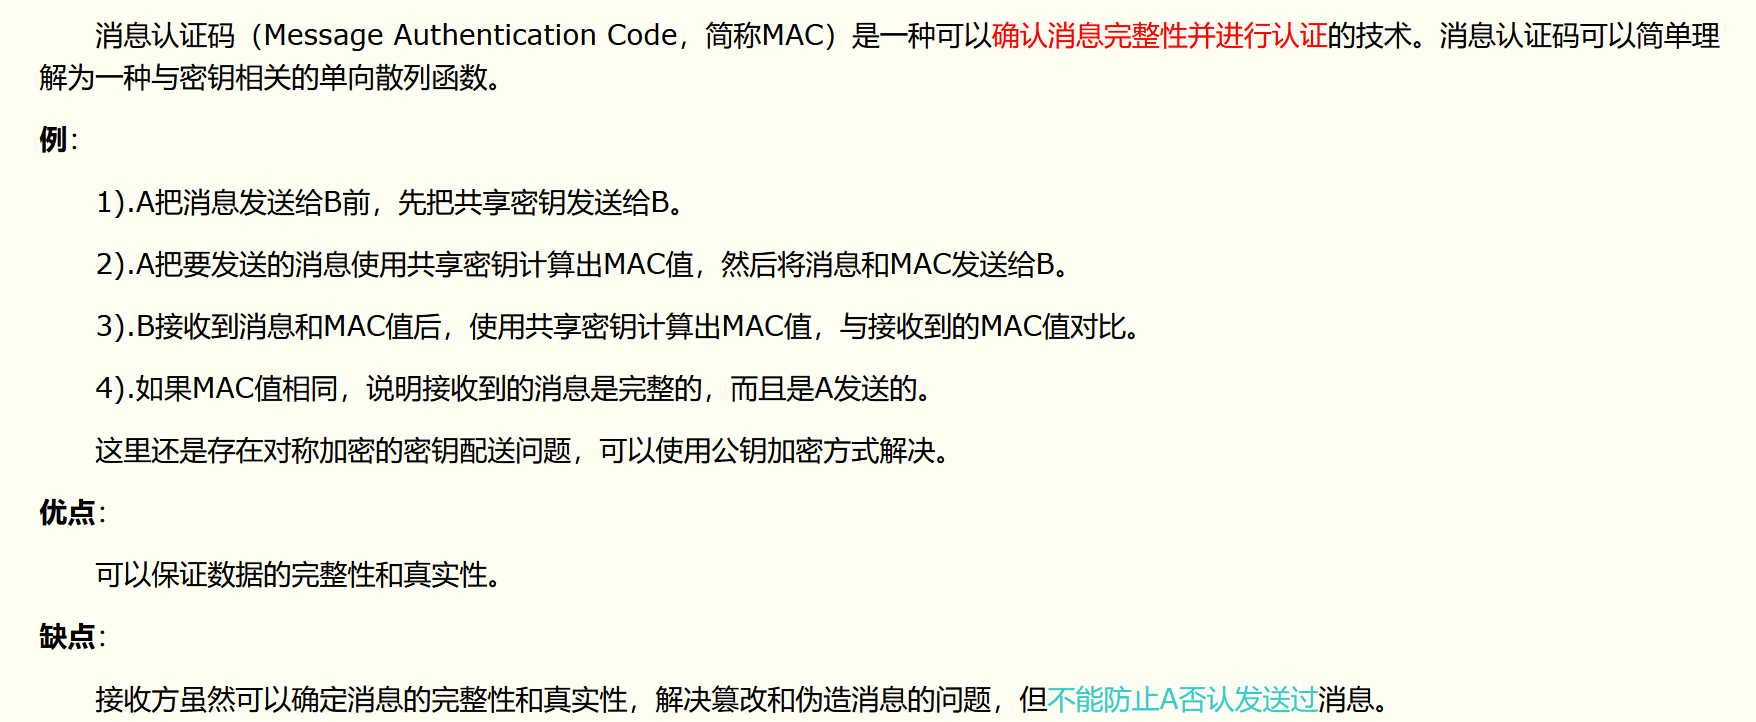 消息认证码（Message Authentication Code，简称MAC）是一种可以确认消息完整性并进行认证的技术。消息认证码可以简单理
解为一种与密钥相关的单向散列函数。
例：
1).A把消息发送给B前，先把共享密钥发送给B。
2).A把要发送的消息使用共享密钥计算出MAC值，然后将消息和MAC发送给B。
3).B接收到消息和MAC值后，使用共享密钥计算出MAC值，与接收到的MAC值对比。
4).如果MAC值相同，说明接收到的消息是完整的，而且是A发送的。
这里还是存在对称加密的密钥配送问题，可以使用公钥加密方式解决。
优点：
可以保证数据的完整性和真实性。
缺点：
接收方虽然可以确定消息的完整性和真实性，解决篡改和伪造消息的问题，但不能防止A否认发送过消息。